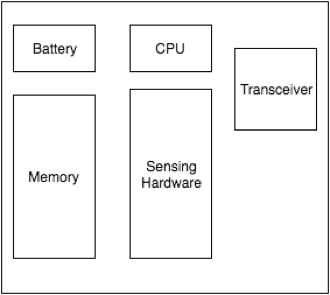 Battery
CPU
Transceiver
Memory
Sensing
Hardware